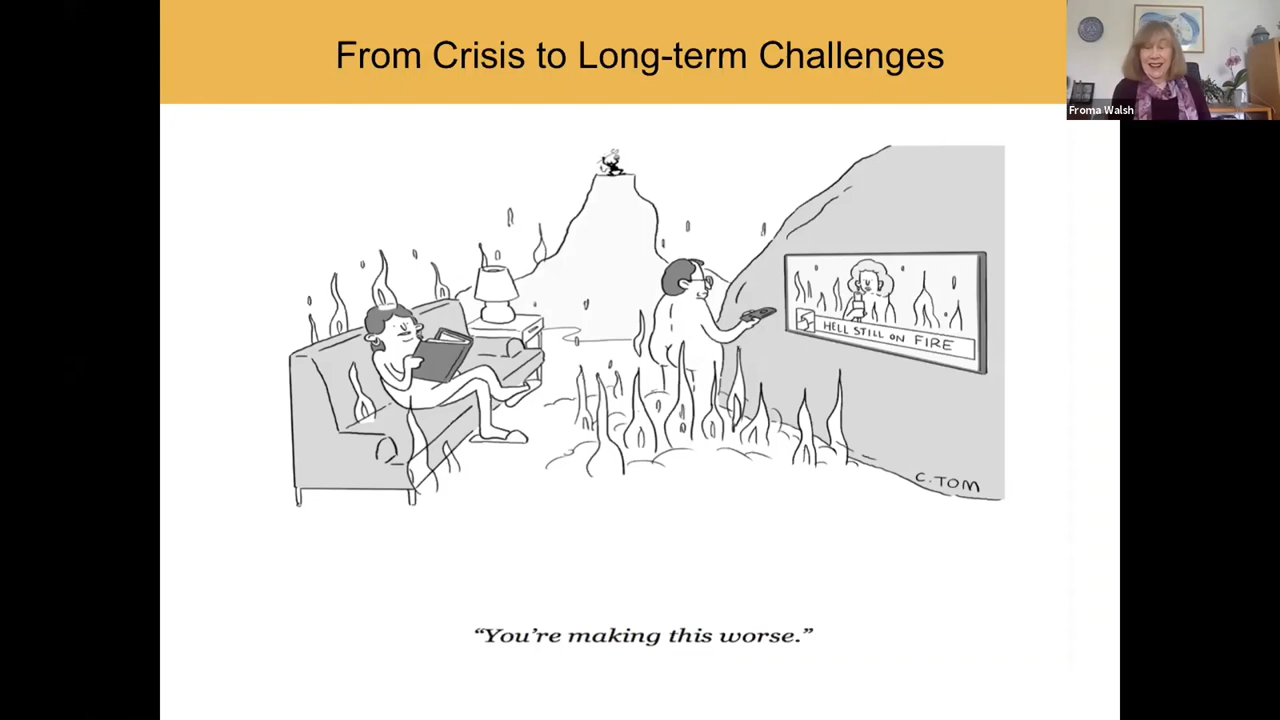 From Crisis to Long-term Challenges
Froma Walsh
HELL STILL ON FIRE
C. TOM
“You’re making this worse.”